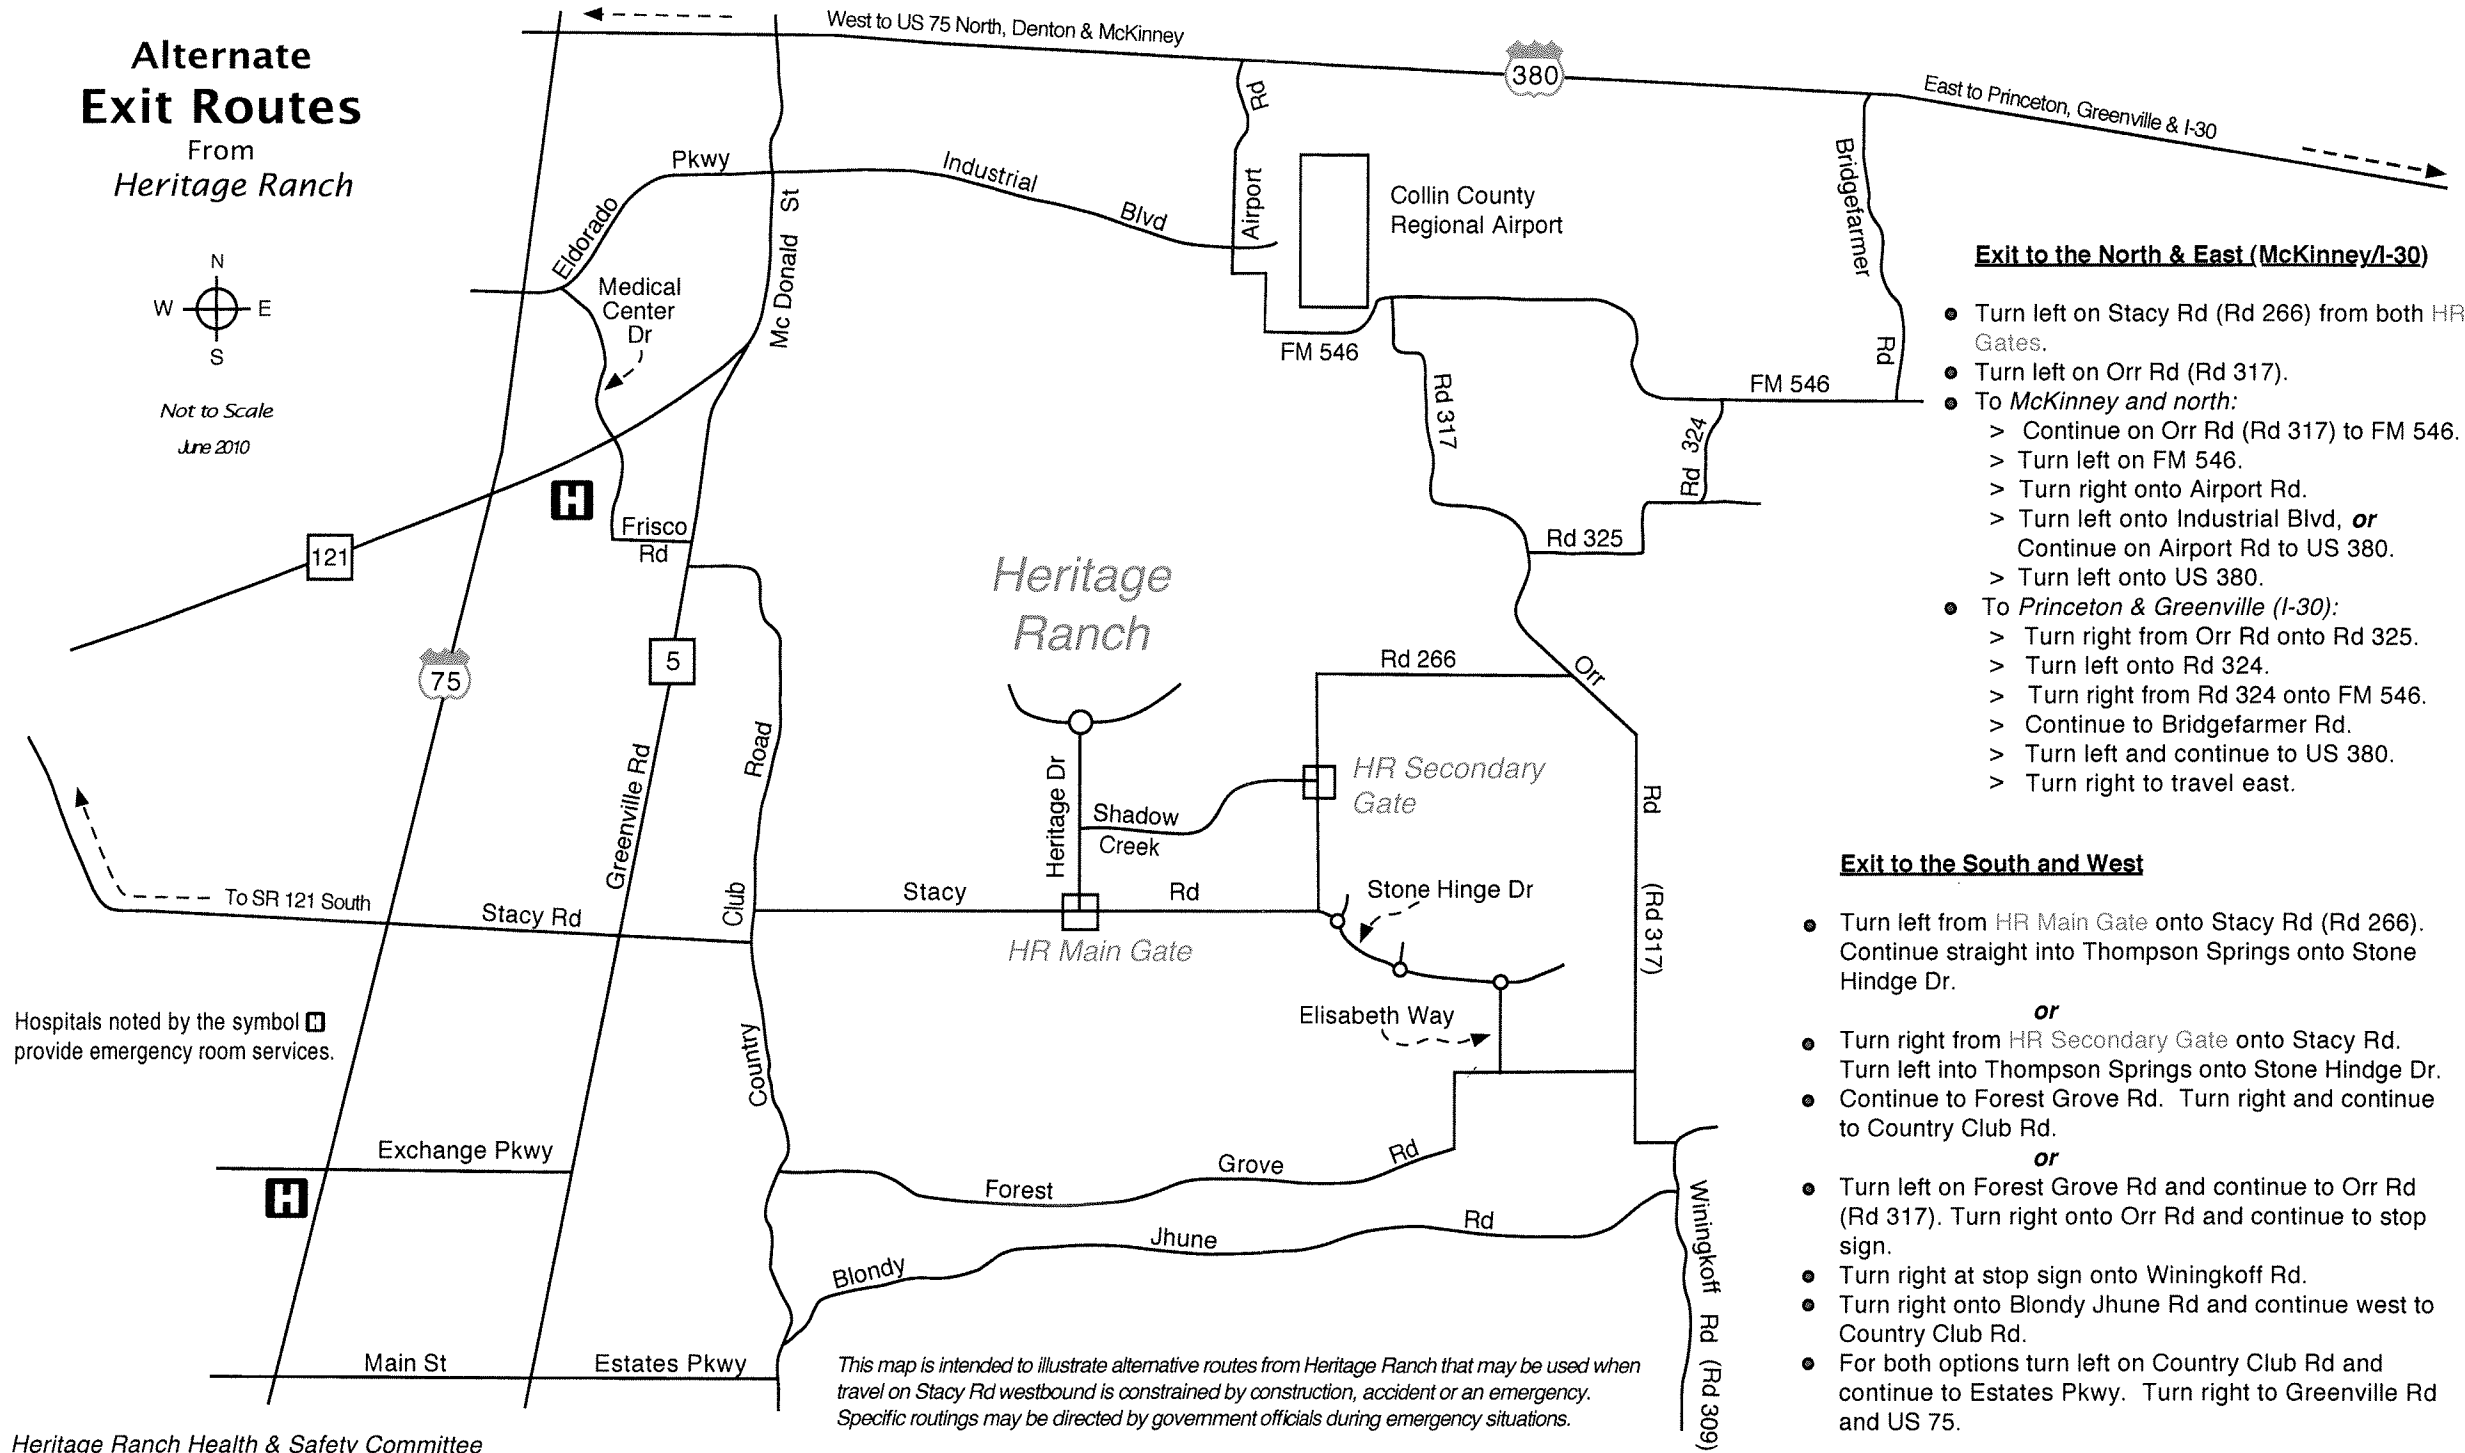 Alternate
Exit Routes
From
Heritage Ranch
N
W E
S
Not to Scale
June 2010
West to US 75 North, Denton & McKinney
380
East to Princeton, Greenville & I-30
Pkwy
Eldorado
Industrial
Blvd
Mc Donald St
Airport Rd
Collin County
Regional Airport
Bridgefarmer Rd
Medical
Center
Dr
FM 546
FM 546
Rd 317
Rd 324
Rd 325
H
Frisco
Rd
121
75
5
Heritage
Ranch
Rd 266
Orr
Rd
(Rd 317)
Greenville Rd
Country Club Road
Heritage Dr
Shadow
Creek
HR Secondary
Gate
To SR 121 South
Stacy Rd
Stacy Rd
HR Main Gate
Stone Hinge Dr
Elisabeth Way
Hospitals noted by the symbol H
provide emergency room services.
Exchange Pkwy
H
Forest Grove Rd
Blondy Jhune Rd
Winingkoff Rd (Rd 309)
Main St
Estates Pkwy
This map is intended to illustrate alternative routes from Heritage Ranch that may be used when
travel on Stacy Rd westbound is constrained by construction, accident or an emergency.
Specific routings may be directed by government officials during emergency situations.
Heritage Ranch Health & Safety Committee
Exit to the North & East (McKinney/I-30)
● Turn left on Stacy Rd (Rd 266) from both HR
Gates.
● Turn left on Orr Rd (Rd 317).
● To McKinney and north:
> Continue on Orr Rd (Rd 317) to FM 546.
> Turn left on FM 546.
> Turn right onto Airport Rd.
> Turn left onto Industrial Blvd, or
Continue on Airport Rd to US 380.
> Turn left onto US 380.
● To Princeton & Greenville (I-30):
> Turn right from Orr Rd onto Rd 325.
> Turn left onto Rd 324.
> Turn right from Rd 324 onto FM 546.
> Continue to Bridgefarmer Rd.
> Turn left and continue to US 380.
> Turn right to travel east.
Exit to the South and West
● Turn left from HR Main Gate onto Stacy Rd (Rd 266).
Continue straight into Thompson Springs onto Stone
Hindge Dr.
or
● Turn right from HR Secondary Gate onto Stacy Rd.
Turn left into Thompson Springs onto Stone Hindge Dr.
● Continue to Forest Grove Rd. Turn right and continue
to Country Club Rd.
or
● Turn left on Forest Grove Rd and continue to Orr Rd
(Rd 317). Turn right onto Orr Rd and continue to stop
sign.
● Turn right at stop sign onto Winingkoff Rd.
● Turn right onto Blondy Jhune Rd and continue west to
Country Club Rd.
● For both options turn left on Country Club Rd and
continue to Estates Pkwy. Turn right to Greenville Rd
and US 75.